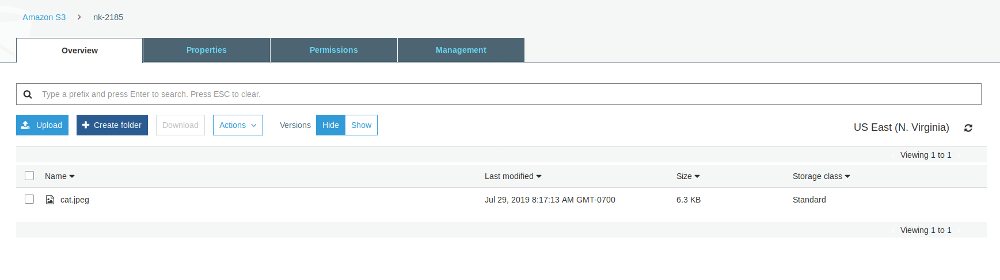 Amazon S3 > nk-2185
Overview Properties Permissions Management
Type a prefix and press Enter to search. Press ESC to clear.
Upload Create folder Download Actions Versions Hide Show US East (N. Virginia)
Viewing 1 to 1
Name Last modified Size Storage class
cat.jpeg Jul 29, 2019 8:17:13 AM GMT-0700 6.3 KB Standard
Viewing 1 to 1